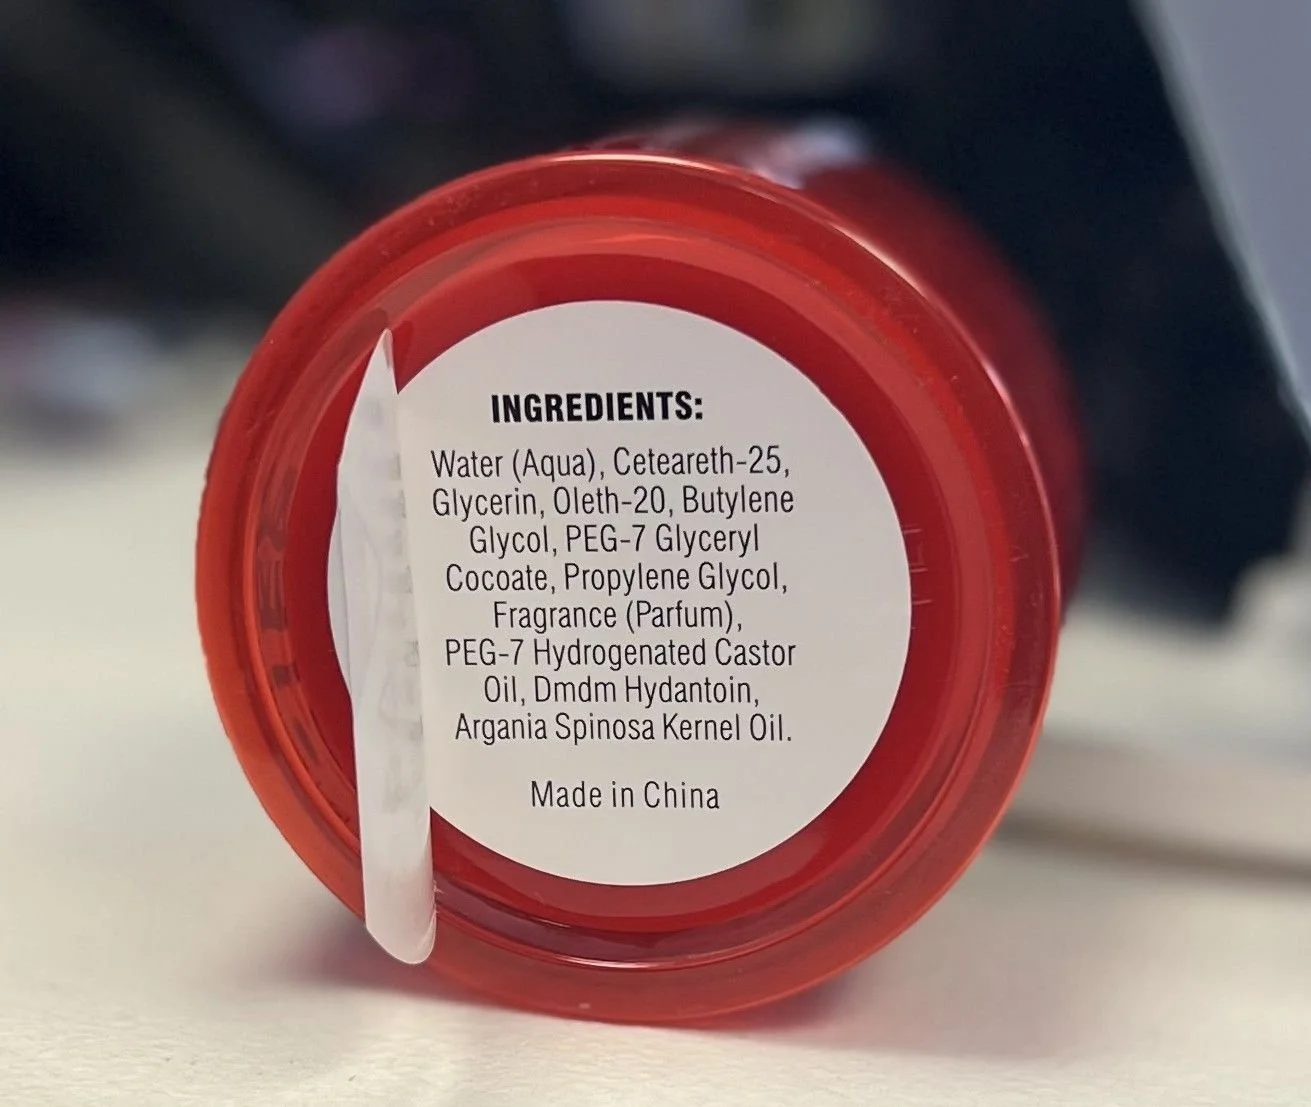 INGREDIENTS:
Water (Aqua), Ceteareth-25,
Glycerin, Oleth-20, Butylene
Glycol, PEG-7 Glyceryl
Cocoate, Propylene Glycol,
Fragrance (Parfum),
PEG-7 Hydrogenated Castor
Oil, Dmdm Hydantoin,
Argania Spinosa Kernel Oil.
Made in China